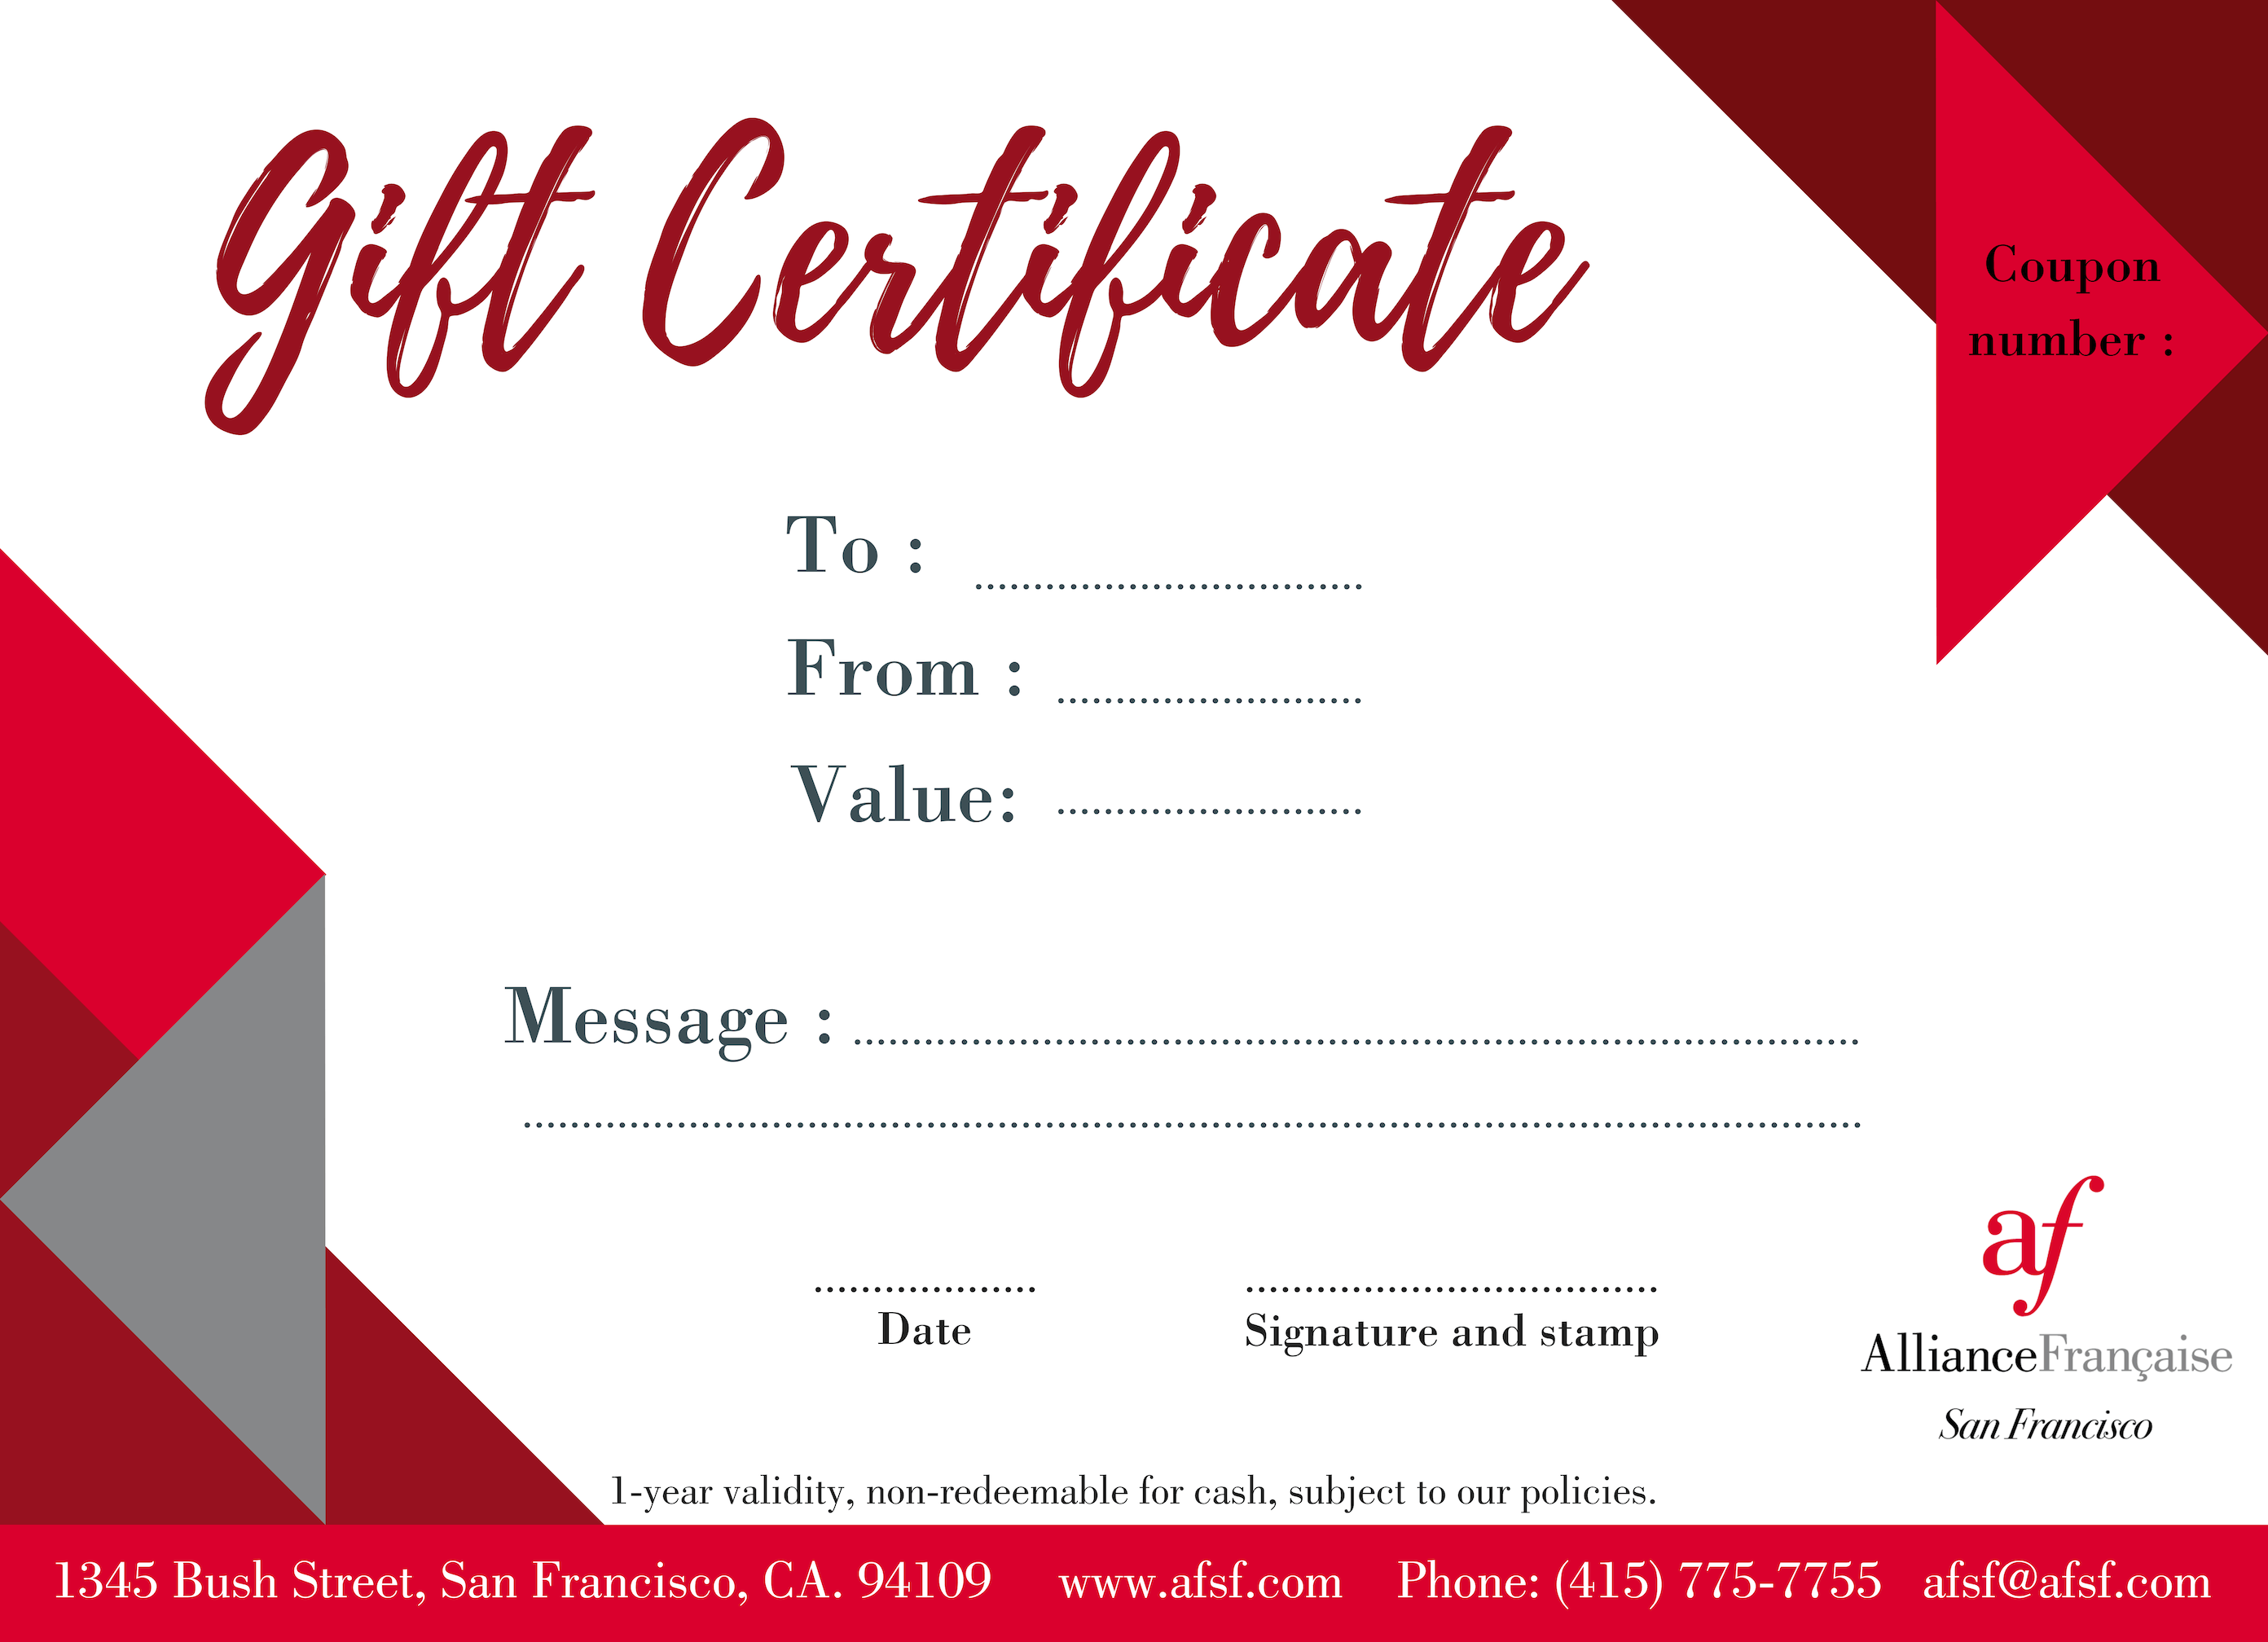 Gift Certificate
Coupon
number :
To :
From :
Value:
Message :
Date
Signature and stamp
af
AllianceFrançaise
San Francisco
1-year validity, non-redeemable for cash, subject to our policies.
1345 Bush Street, San Francisco, CA. 94109 www.afsf.com Phone: (415) 775-7755 afsf@afsf.com